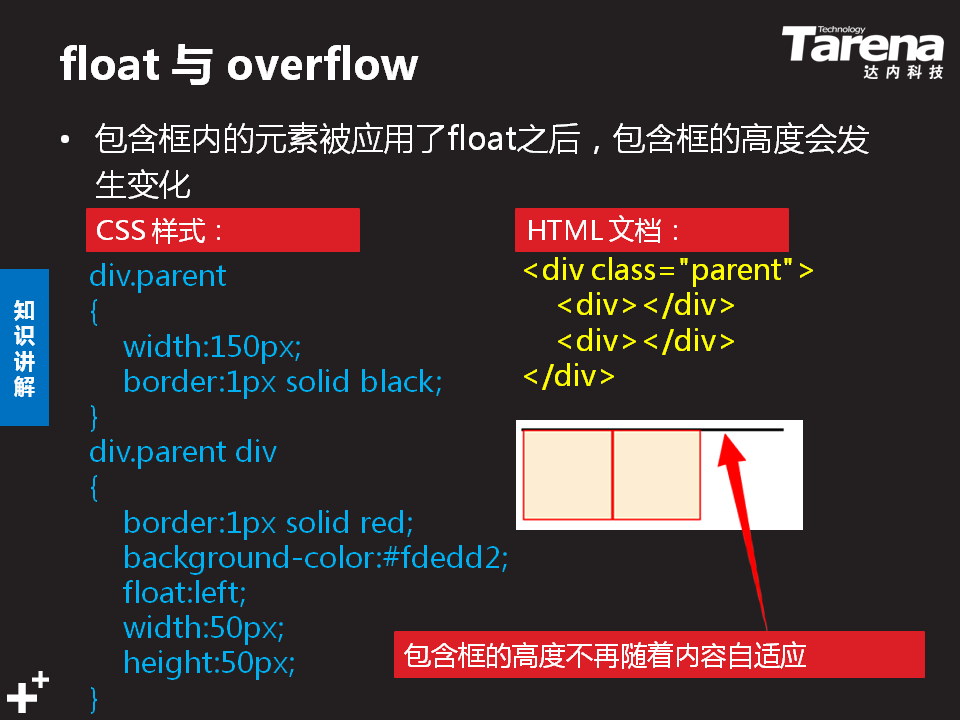 float 与 overflow
Technology
Tarena
达内科技
• 包含框内的元素被应用了float之后，包含框的高度会发
生变化
CSS 样式：
div.parent
{
width:150px;
border:1px solid black;
}
div.parent div
{
border:1px solid red;
background-color:#fdedd2;
float:left;
width:50px;
height:50px;
}
HTML 文档：
<div class="parent">
<div></div>
<div></div>
</div>
包含框的高度不再随着内容自适应
知
识
讲
解